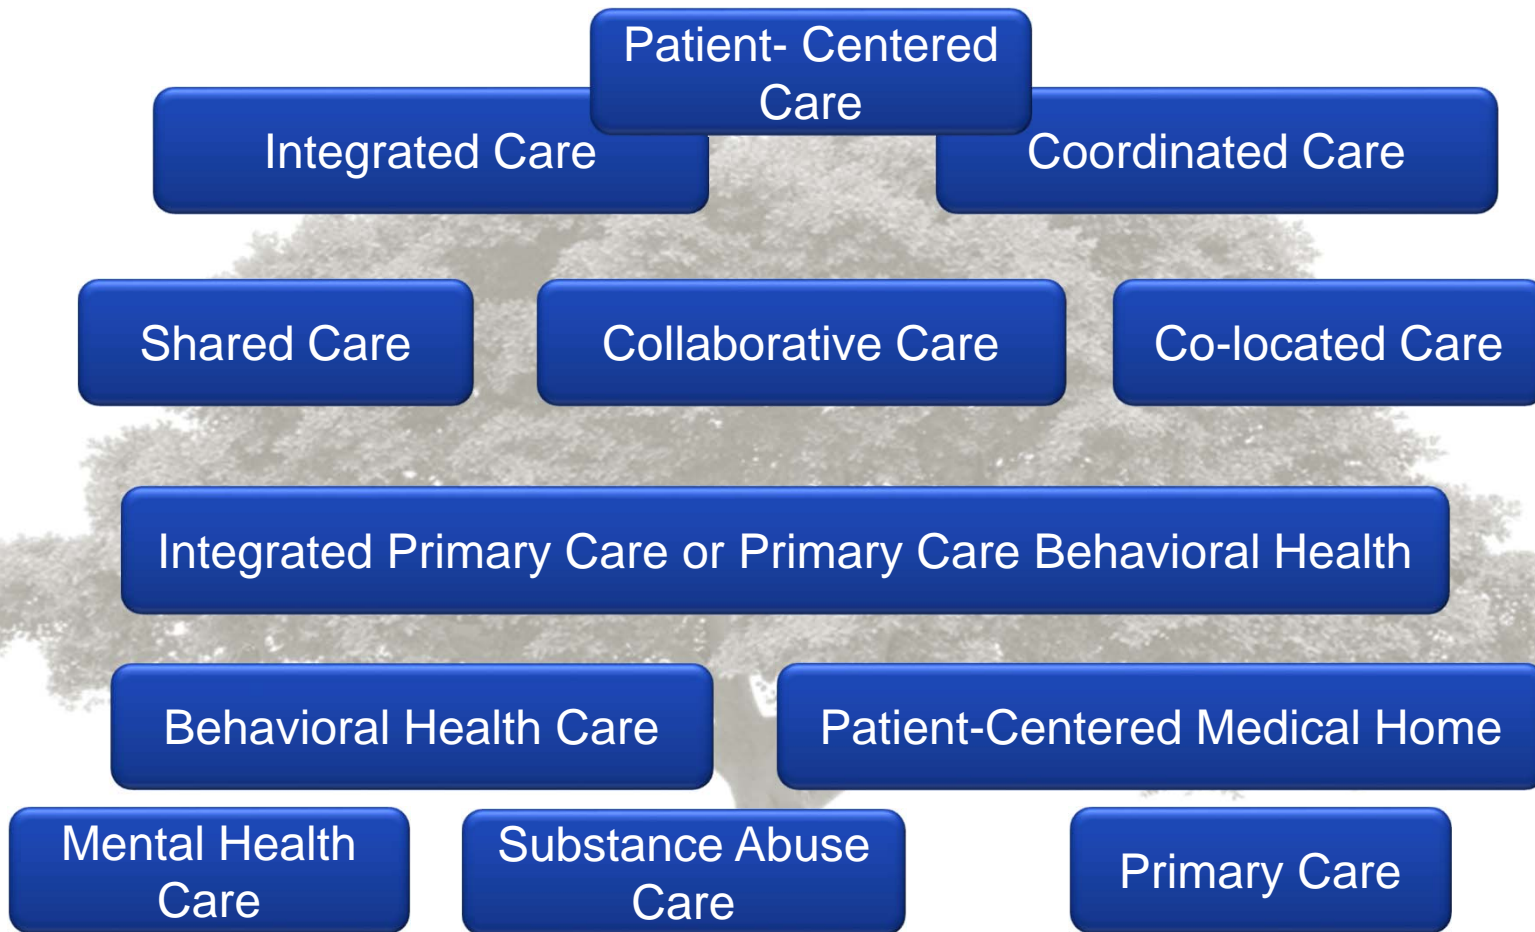 Patient- Centered
Care
Integrated Care
Coordinated Care
Shared Care
Collaborative Care
Co-located Care
Integrated Primary Care or Primary Care Behavioral Health
Behavioral Health Care
Patient-Centered Medical Home
Mental Health
Care
Substance Abuse
Care
Primary Care